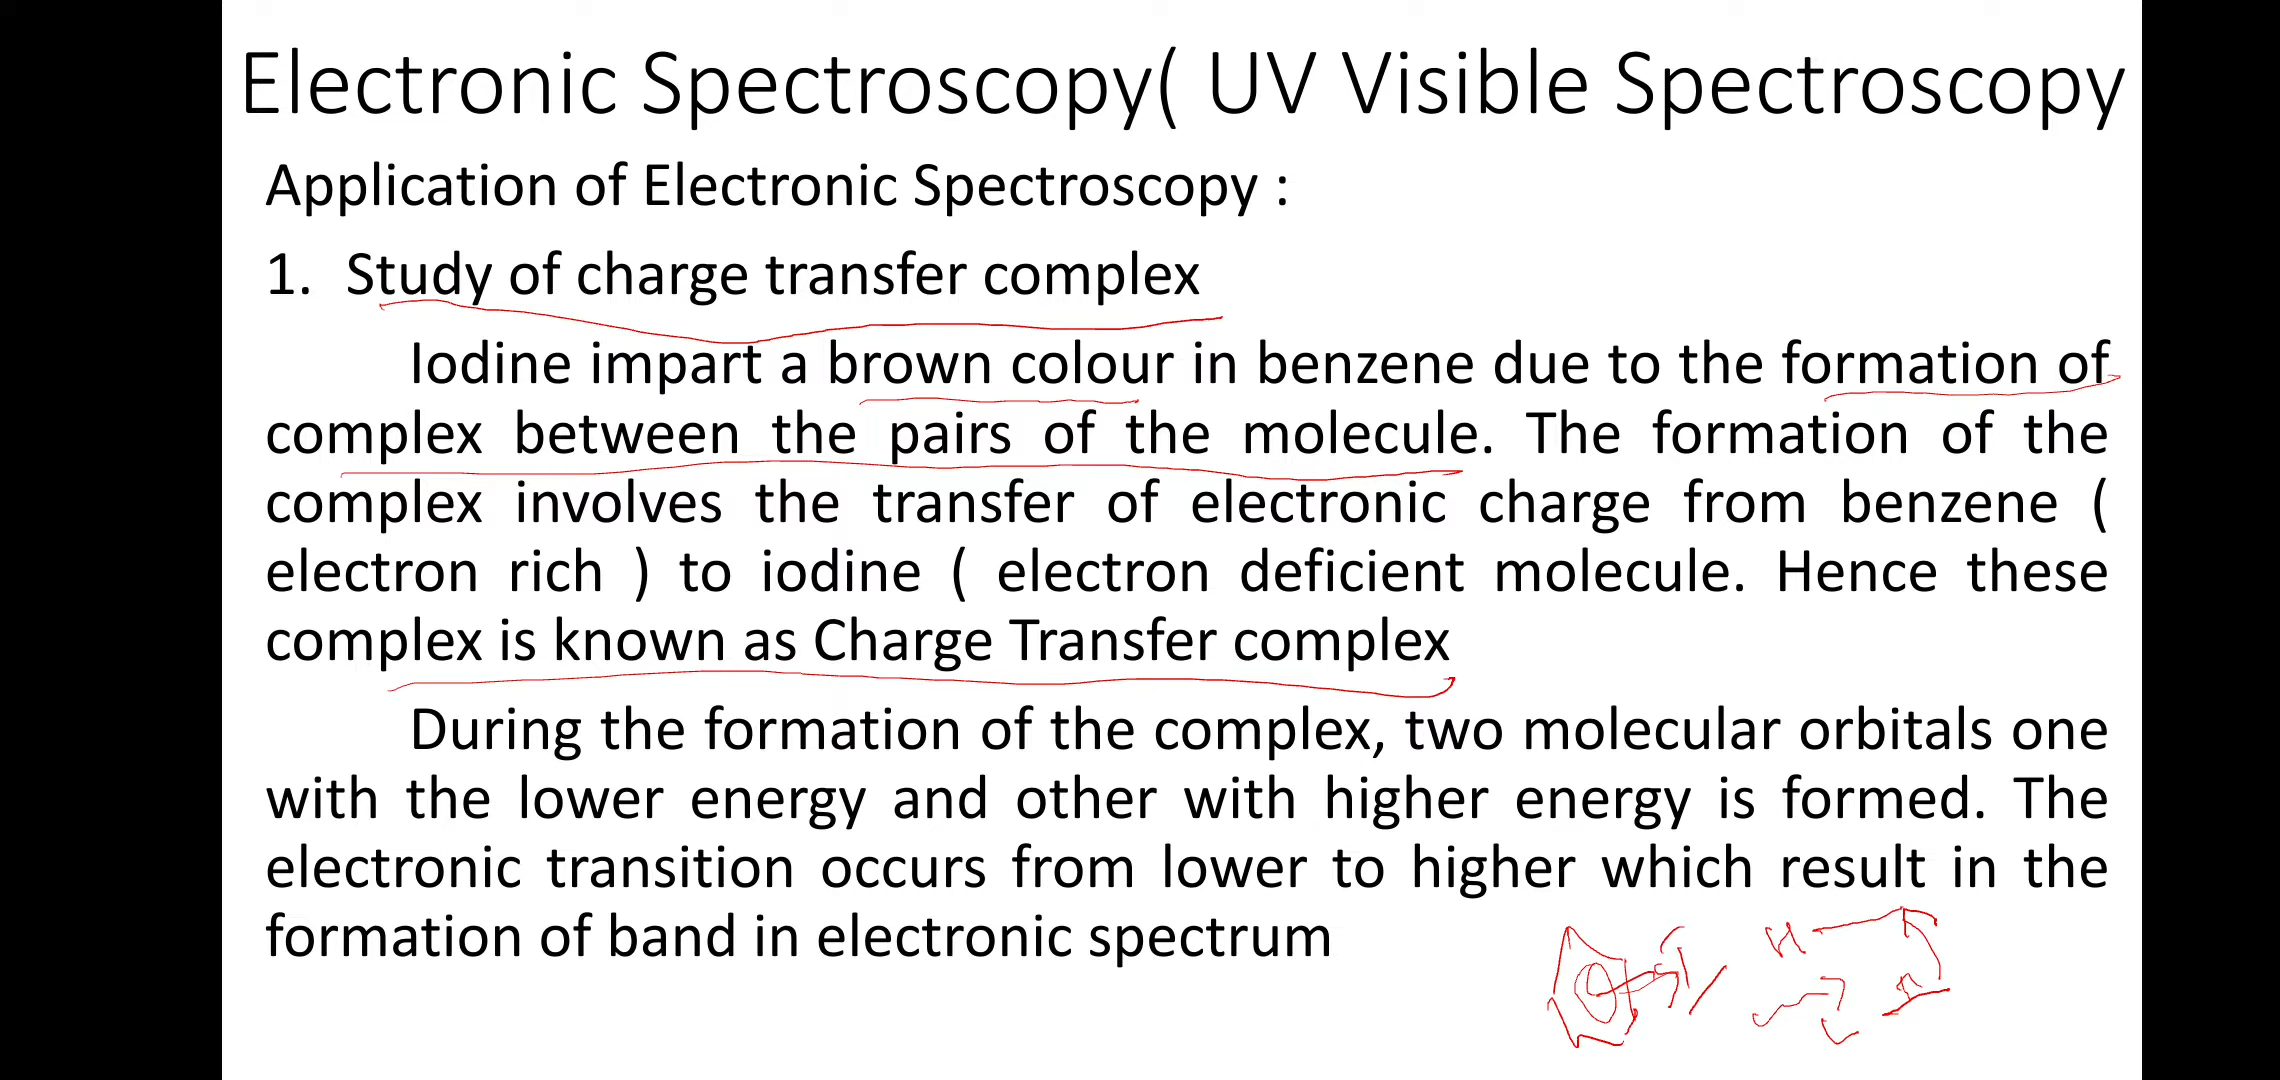 Electronic Spectroscopy( UV Visible Spectroscopy
Application of Electronic Spectroscopy :
1. Study of charge transfer complex
Iodine impart a brown colour in benzene due to the formation of
complex between the pairs of the molecule. The formation of the
complex involves the transfer of electronic charge from benzene (
electron rich ) to iodine ( electron deficient molecule. Hence these
complex is known as Charge Transfer complex
During the formation of the complex, two molecular orbitals one
with the lower energy and other with higher energy is formed. The
electronic transition occurs from lower to higher which result in the
formation of band in electronic spectrum